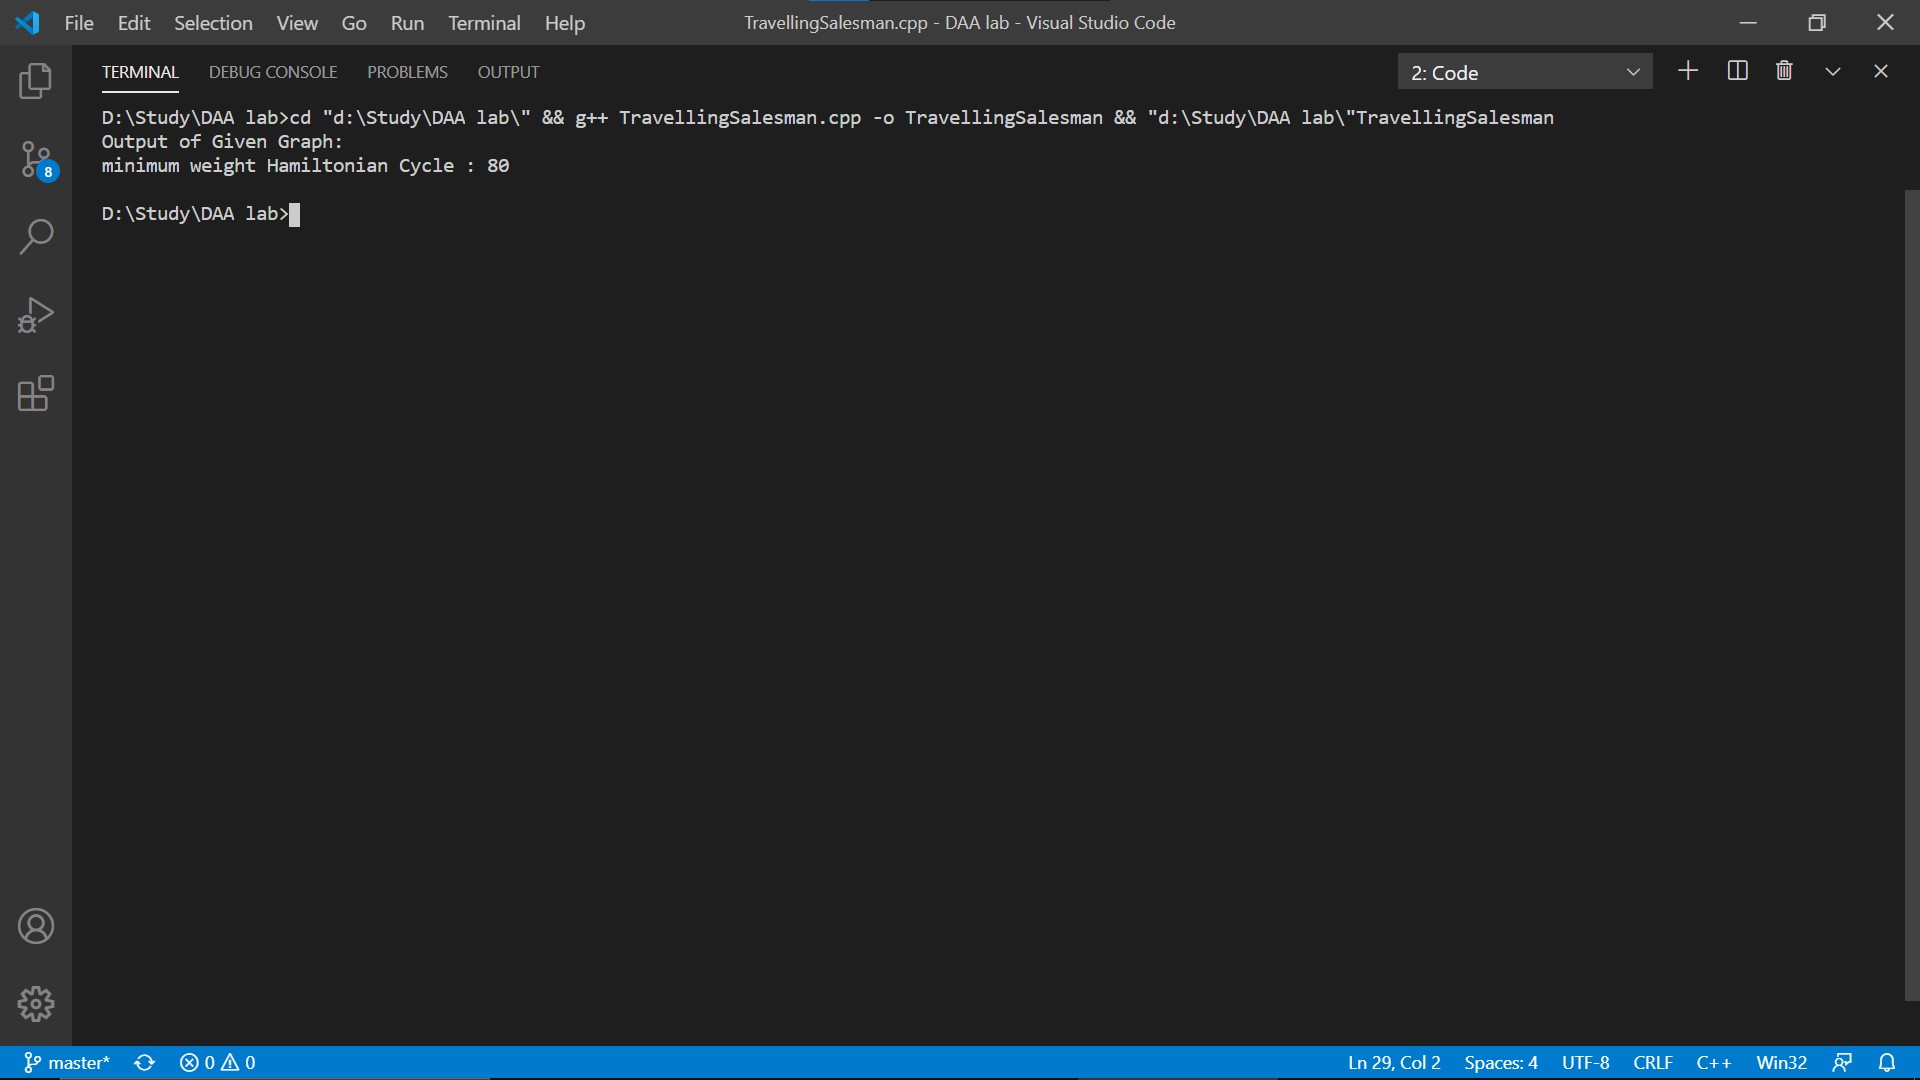 File Edit Selection View Go Run Terminal Help TravellingSalesman.cpp - DAA lab - Visual Studio Code
TERMINAL DEBUG CONSOLE PROBLEMS OUTPUT 2: Code
D:\Study\DAA lab>cd "d:\Study\DAA lab\" && g++ TravellingSalesman.cpp -o TravellingSalesman && "d:\Study\DAA lab\"TravellingSalesman
Output of Given Graph:
minimum weight Hamiltonian Cycle : 80
D:\Study\DAA lab>
8
master* 0 0 Ln 29, Col 2 Spaces: 4 UTF-8 CRLF C++ Win32